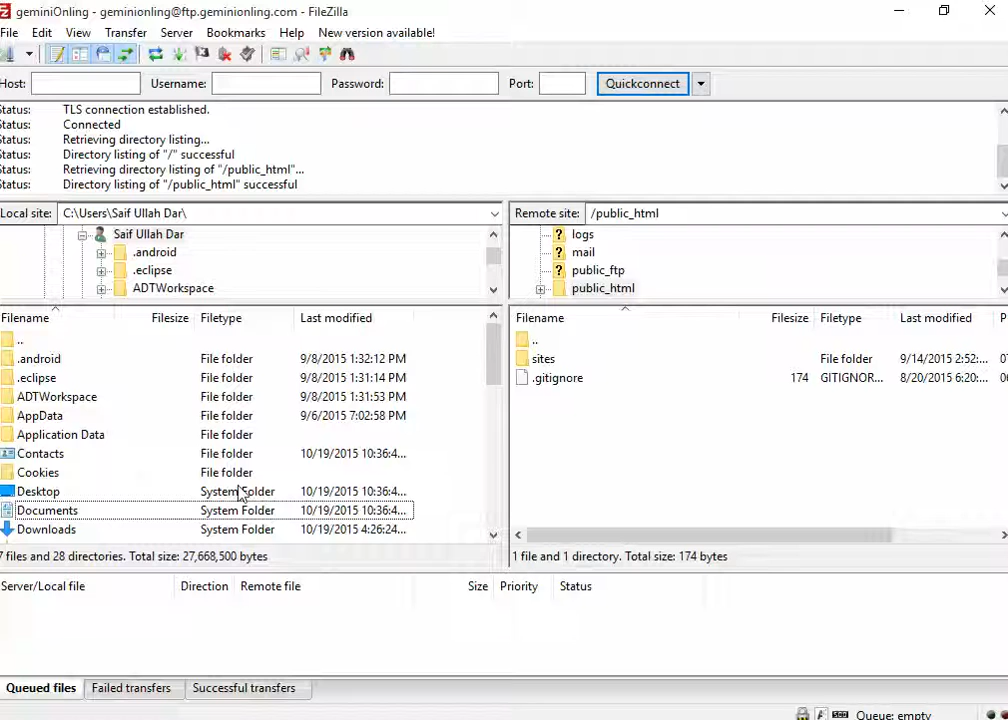 geminiOnling - geminionling@ftp.geminionling.com - FileZilla
File Edit View Transfer Server Bookmarks Help New version available!
Host: Username: Password: Port: Quickconnect
Status: TLS connection established.
Status: Connected
Status: Retrieving directory listing...
Status: Directory listing of "/" successful
Status: Retrieving directory listing of "/public_html"...
Status: Directory listing of "/public_html" successful
Local site: C:\Users\Saif Ullah Dar\
Saif Ullah Dar
.android
.eclipse
ADTWorkspace
Filename Filesize Filetype Last modified
..
.android File folder 9/8/2015 1:32:12 PM
.eclipse File folder 9/8/2015 1:31:14 PM
ADTWorkspace File folder 9/8/2015 1:31:53 PM
AppData File folder 9/6/2015 7:02:58 PM
Application Data File folder
Contacts File folder 10/19/2015 10:36:4...
Cookies File folder
Desktop System Folder 10/19/2015 10:36:4...
Documents System Folder 10/19/2015 10:36:4...
Downloads System Folder 10/19/2015 4:26:24...
7 files and 28 directories. Total size: 27,668,500 bytes
Remote site: /public_html
? logs
? mail
? public_ftp
public_html
Filename Filesize Filetype Last modified P
..
sites File folder 9/14/2015 2:52:... 07
.gitignore 174 GITIGNOR... 8/20/2015 6:20:... 06
1 file and 1 directory. Total size: 174 bytes
Server/Local file Direction Remote file Size Priority Status
Queued files Failed transfers Successful transfers
Queue: empty